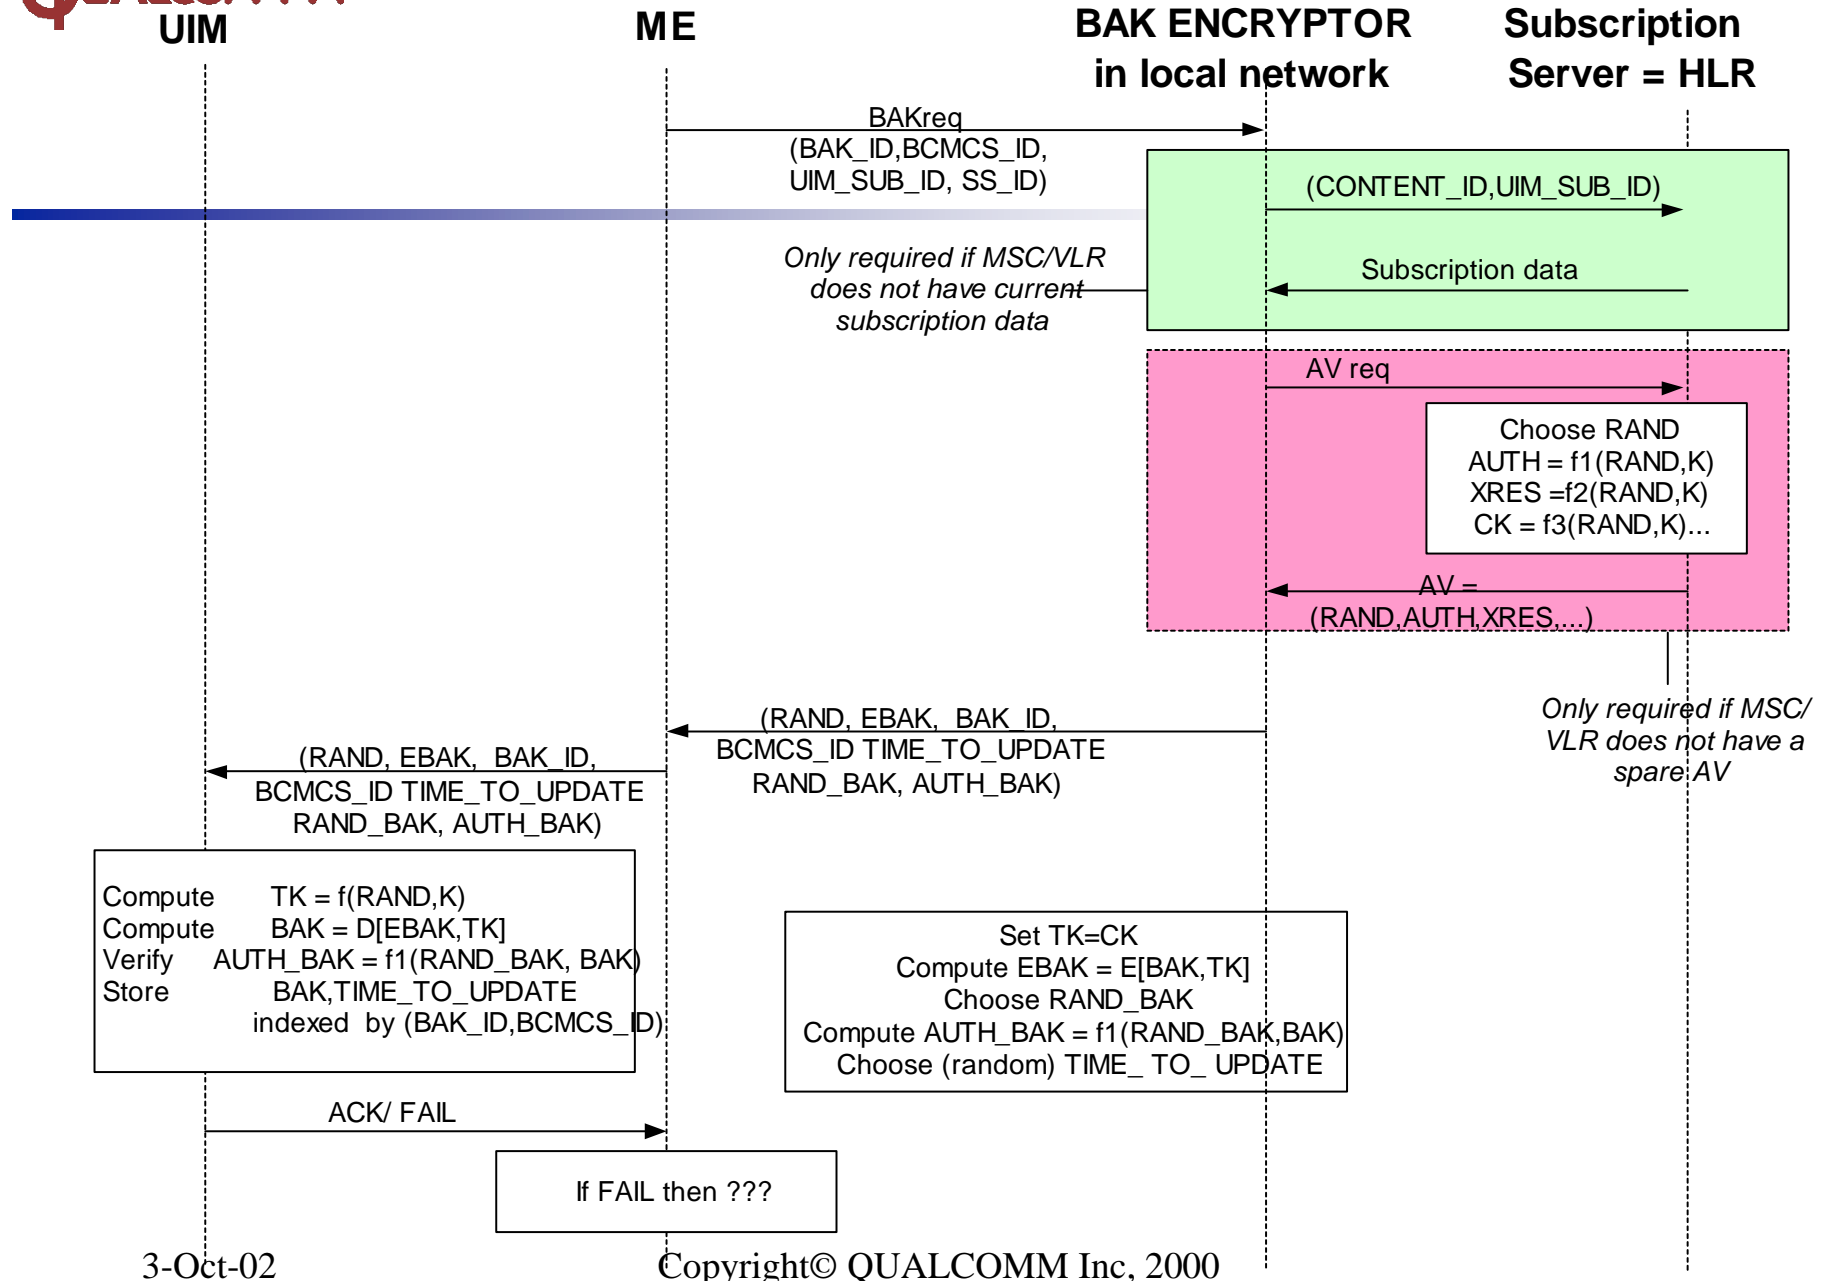 QUALCOMM
UIM
ME
BAK ENCRYPTOR
in local network
Subscription
Server = HLR
BAKreq
(BAK_ID,BCMCS_ID,
UIM_SUB_ID, SS_ID)
(CONTENT_ID,UIM_SUB_ID)
Only required if MSC/VLR
does not have current
subscription data
Subscription data
AV req
Choose RAND
AUTH = f1(RAND,K)
XRES =f2(RAND,K)
CK = f3(RAND,K)...
AV =
(RAND,AUTH,XRES,...)
Only required if MSC/
VLR does not have a
spare AV
(RAND, EBAK, BAK_ID,
BCMCS_ID TIME_TO_UPDATE
RAND_BAK, AUTH_BAK)
(RAND, EBAK, BAK_ID,
BCMCS_ID TIME_TO_UPDATE
RAND_BAK, AUTH_BAK)
Compute TK = f(RAND,K)
Compute BAK = D[EBAK,TK]
Verify AUTH_BAK = f1(RAND_BAK, BAK)
Store BAK,TIME_TO_UPDATE
indexed by (BAK_ID,BCMCS_ID)
Set TK=CK
Compute EBAK = E[BAK,TK]
Choose RAND_BAK
Compute AUTH_BAK = f1(RAND_BAK,BAK)
Choose (random) TIME_ TO_ UPDATE
ACK/ FAIL
If FAIL then ???
3-Oct-02
Copyright© QUALCOMM Inc, 2000